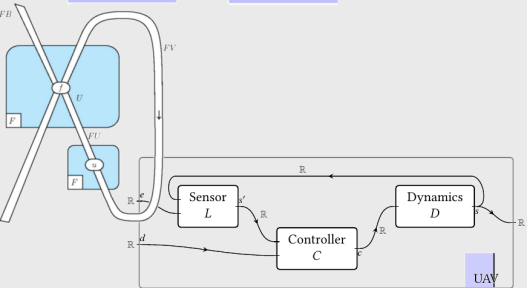 FB
FV
f
U
F
FU
u
F
ℝ
ℝ
e
Sensor
L
s'
ℝ
Dynamics
D
s
ℝ
ℝ
d
Controller
C
c
ℝ
UAV